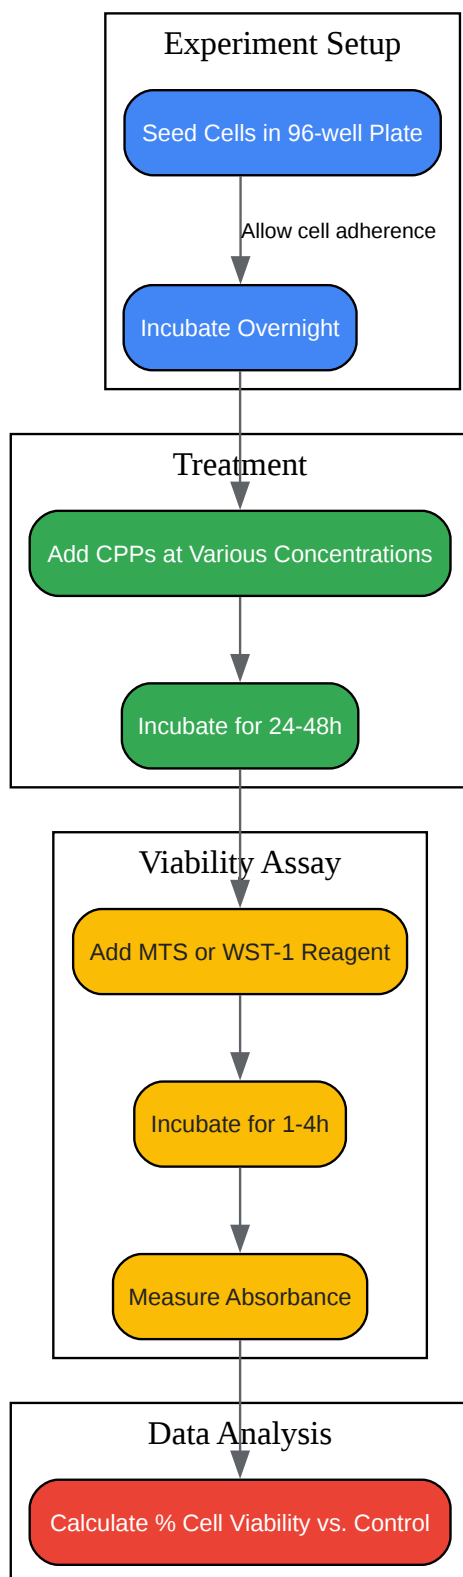 Experiment Setup
Seed Cells in 96-well Plate
Allow cell adherence
Incubate Overnight
Treatment
Add CPPs at Various Concentrations
Incubate for 24-48h
Viability Assay
Add MTS or WST-1 Reagent
Incubate for 1-4h
Measure Absorbance
Data Analysis
Calculate % Cell Viability vs. Control